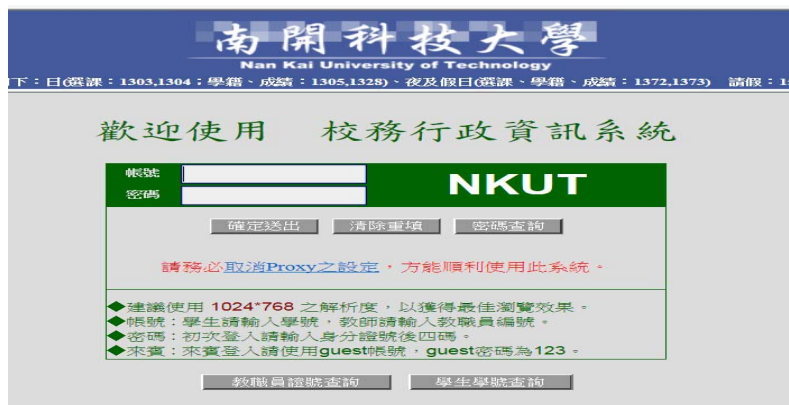 南開科技大學
Nan Kai University of Technology
下：日(選課：1303,1304；學籍、成績：1305,1328)、夜及假日(選課、學籍、成績：1372,1373) 請假：1
歡迎使用 校務行政資訊系統
帳號
NKUT
密碼
確定送出 清除重填 密碼查詢
請務必取消Proxy之設定，方能順利使用此系統。
◆建議使用 1024*768 之解析度，以獲得最佳瀏覽效果。
◆帳號：學生請輸入學號，教師請輸入教職員編號。
◆密碼：初次登入請輸入身分證號後四碼。
◆來賓：來賓登入請使用guest帳號，guest密碼為123。
教職員證號查詢 學生學號查詢